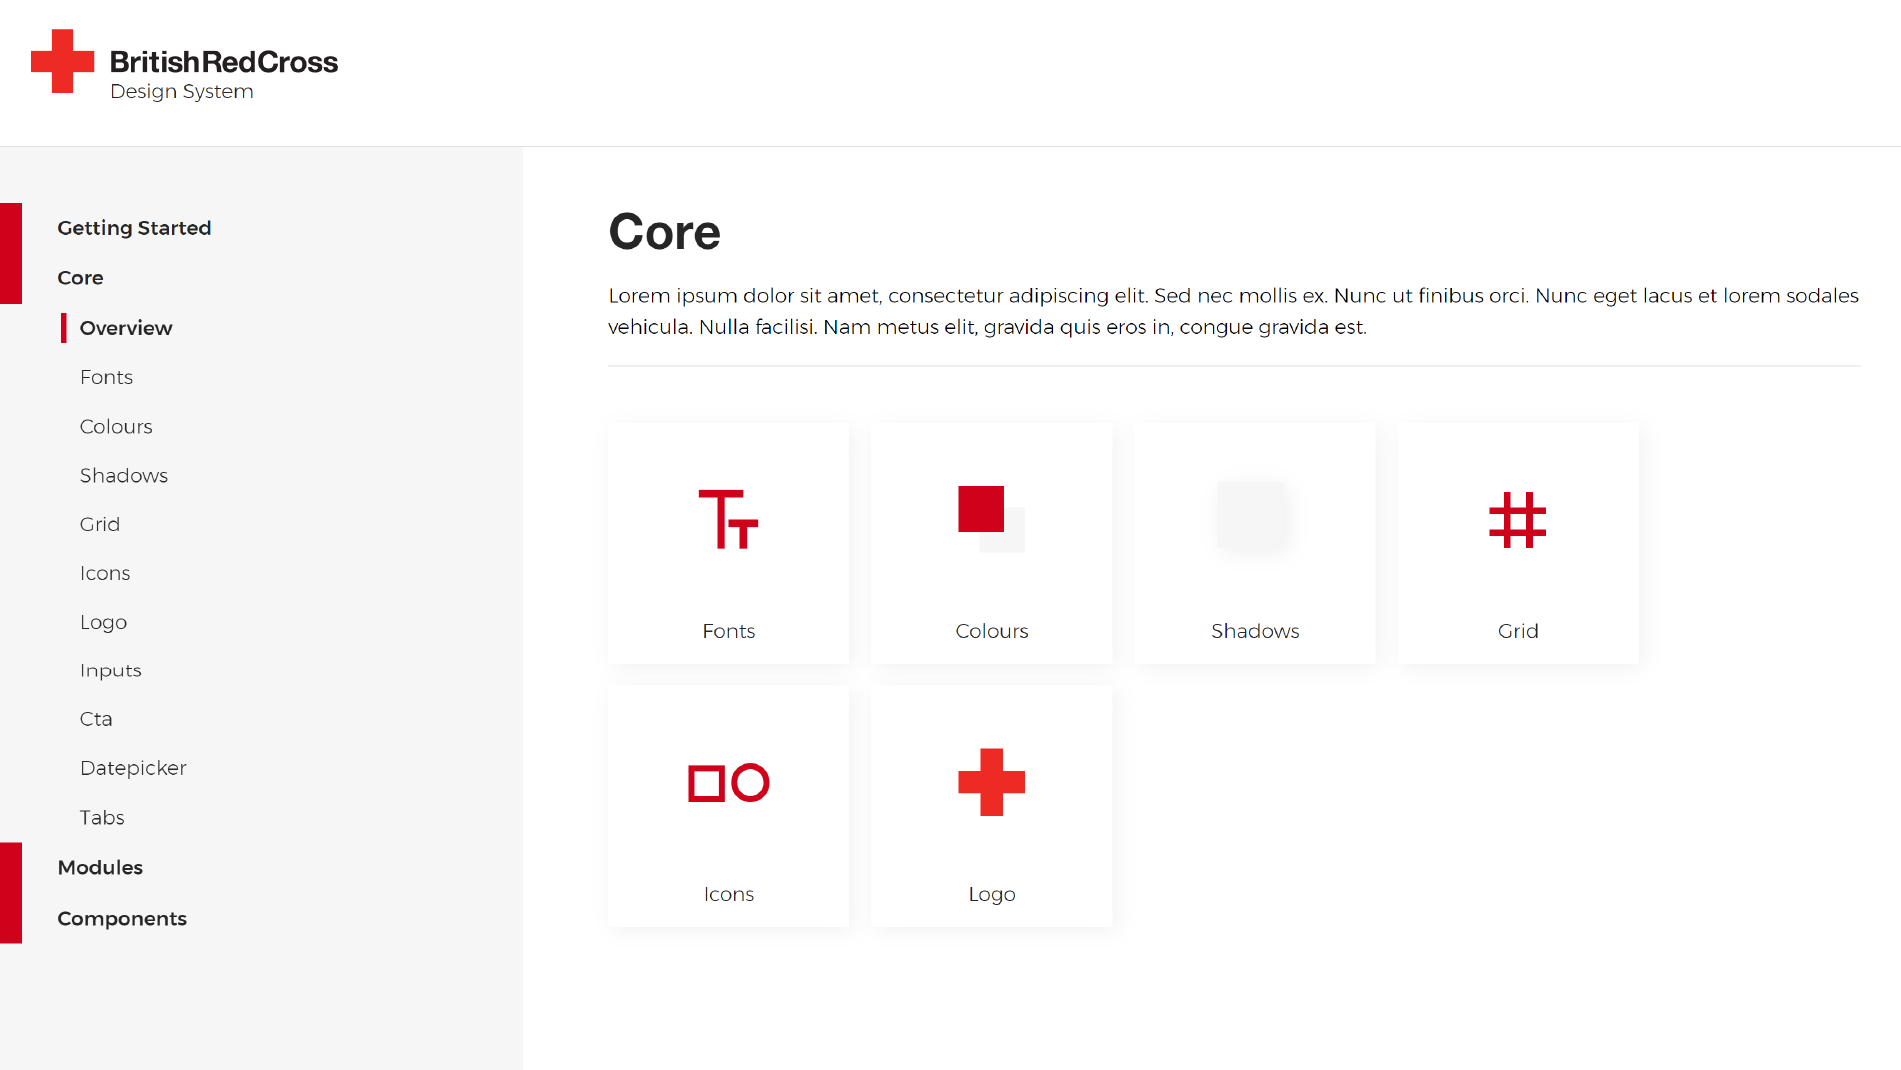 BritishRedCross
Design System
Getting Started
Core
Overview
Fonts
Colours
Shadows
Grid
Icons
Logo
Inputs
Cta
Datepicker
Tabs
Modules
Components
Core
Lorem ipsum dolor sit amet, consectetur adipiscing elit. Sed nec mollis ex. Nunc ut finibus orci. Nunc eget lacus et lorem sodales
vehicula. Nulla facilisi. Nam metus elit, gravida quis eros in, congue gravida est.
Fonts
Colours
Shadows
Grid
Icons
Logo